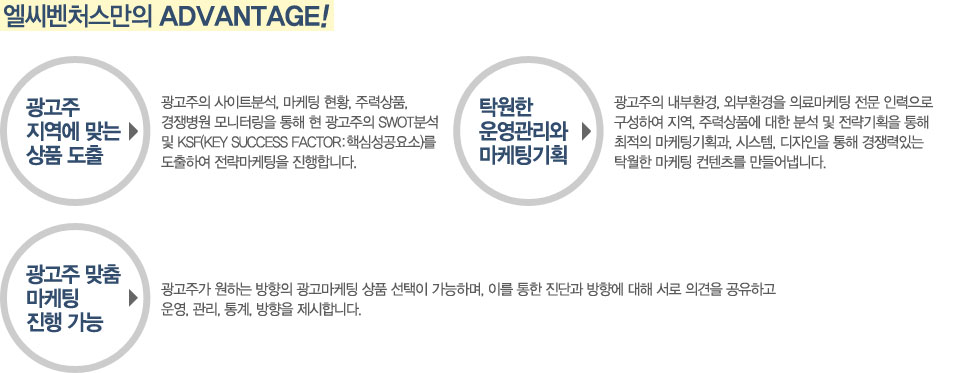 엘씨벤처스만의 ADVANTAGE!
광고주
지역에 맞는
상품 도출
광고주의 사이트분석, 마케팅 현황, 주력상품,
경쟁병원 모니터링을 통해 현 광고주의 SWOT분석
및 KSF(KEY SUCCESS FACTOR:핵심성공요소)를
도출하여 전략마케팅을 진행합니다.
탁원한
운영관리와
마케팅기획
광고주의 내부환경, 외부환경을 의료마케팅 전문 인력으로
구성하여 지역, 주력상품에 대한 분석 및 전략기획을 통해
최적의 마케팅기획과, 시스템, 디자인을 통해 경쟁력있는
탁월한 마케팅 컨텐츠를 만들어냅니다.
광고주 맞춤
마케팅
진행 가능
광고주가 원하는 방향의 광고마케팅 상품 선택이 가능하며, 이를 통한 진단과 방향에 대해 서로 의견을 공유하고
운영, 관리, 통계, 방향을 제시합니다.